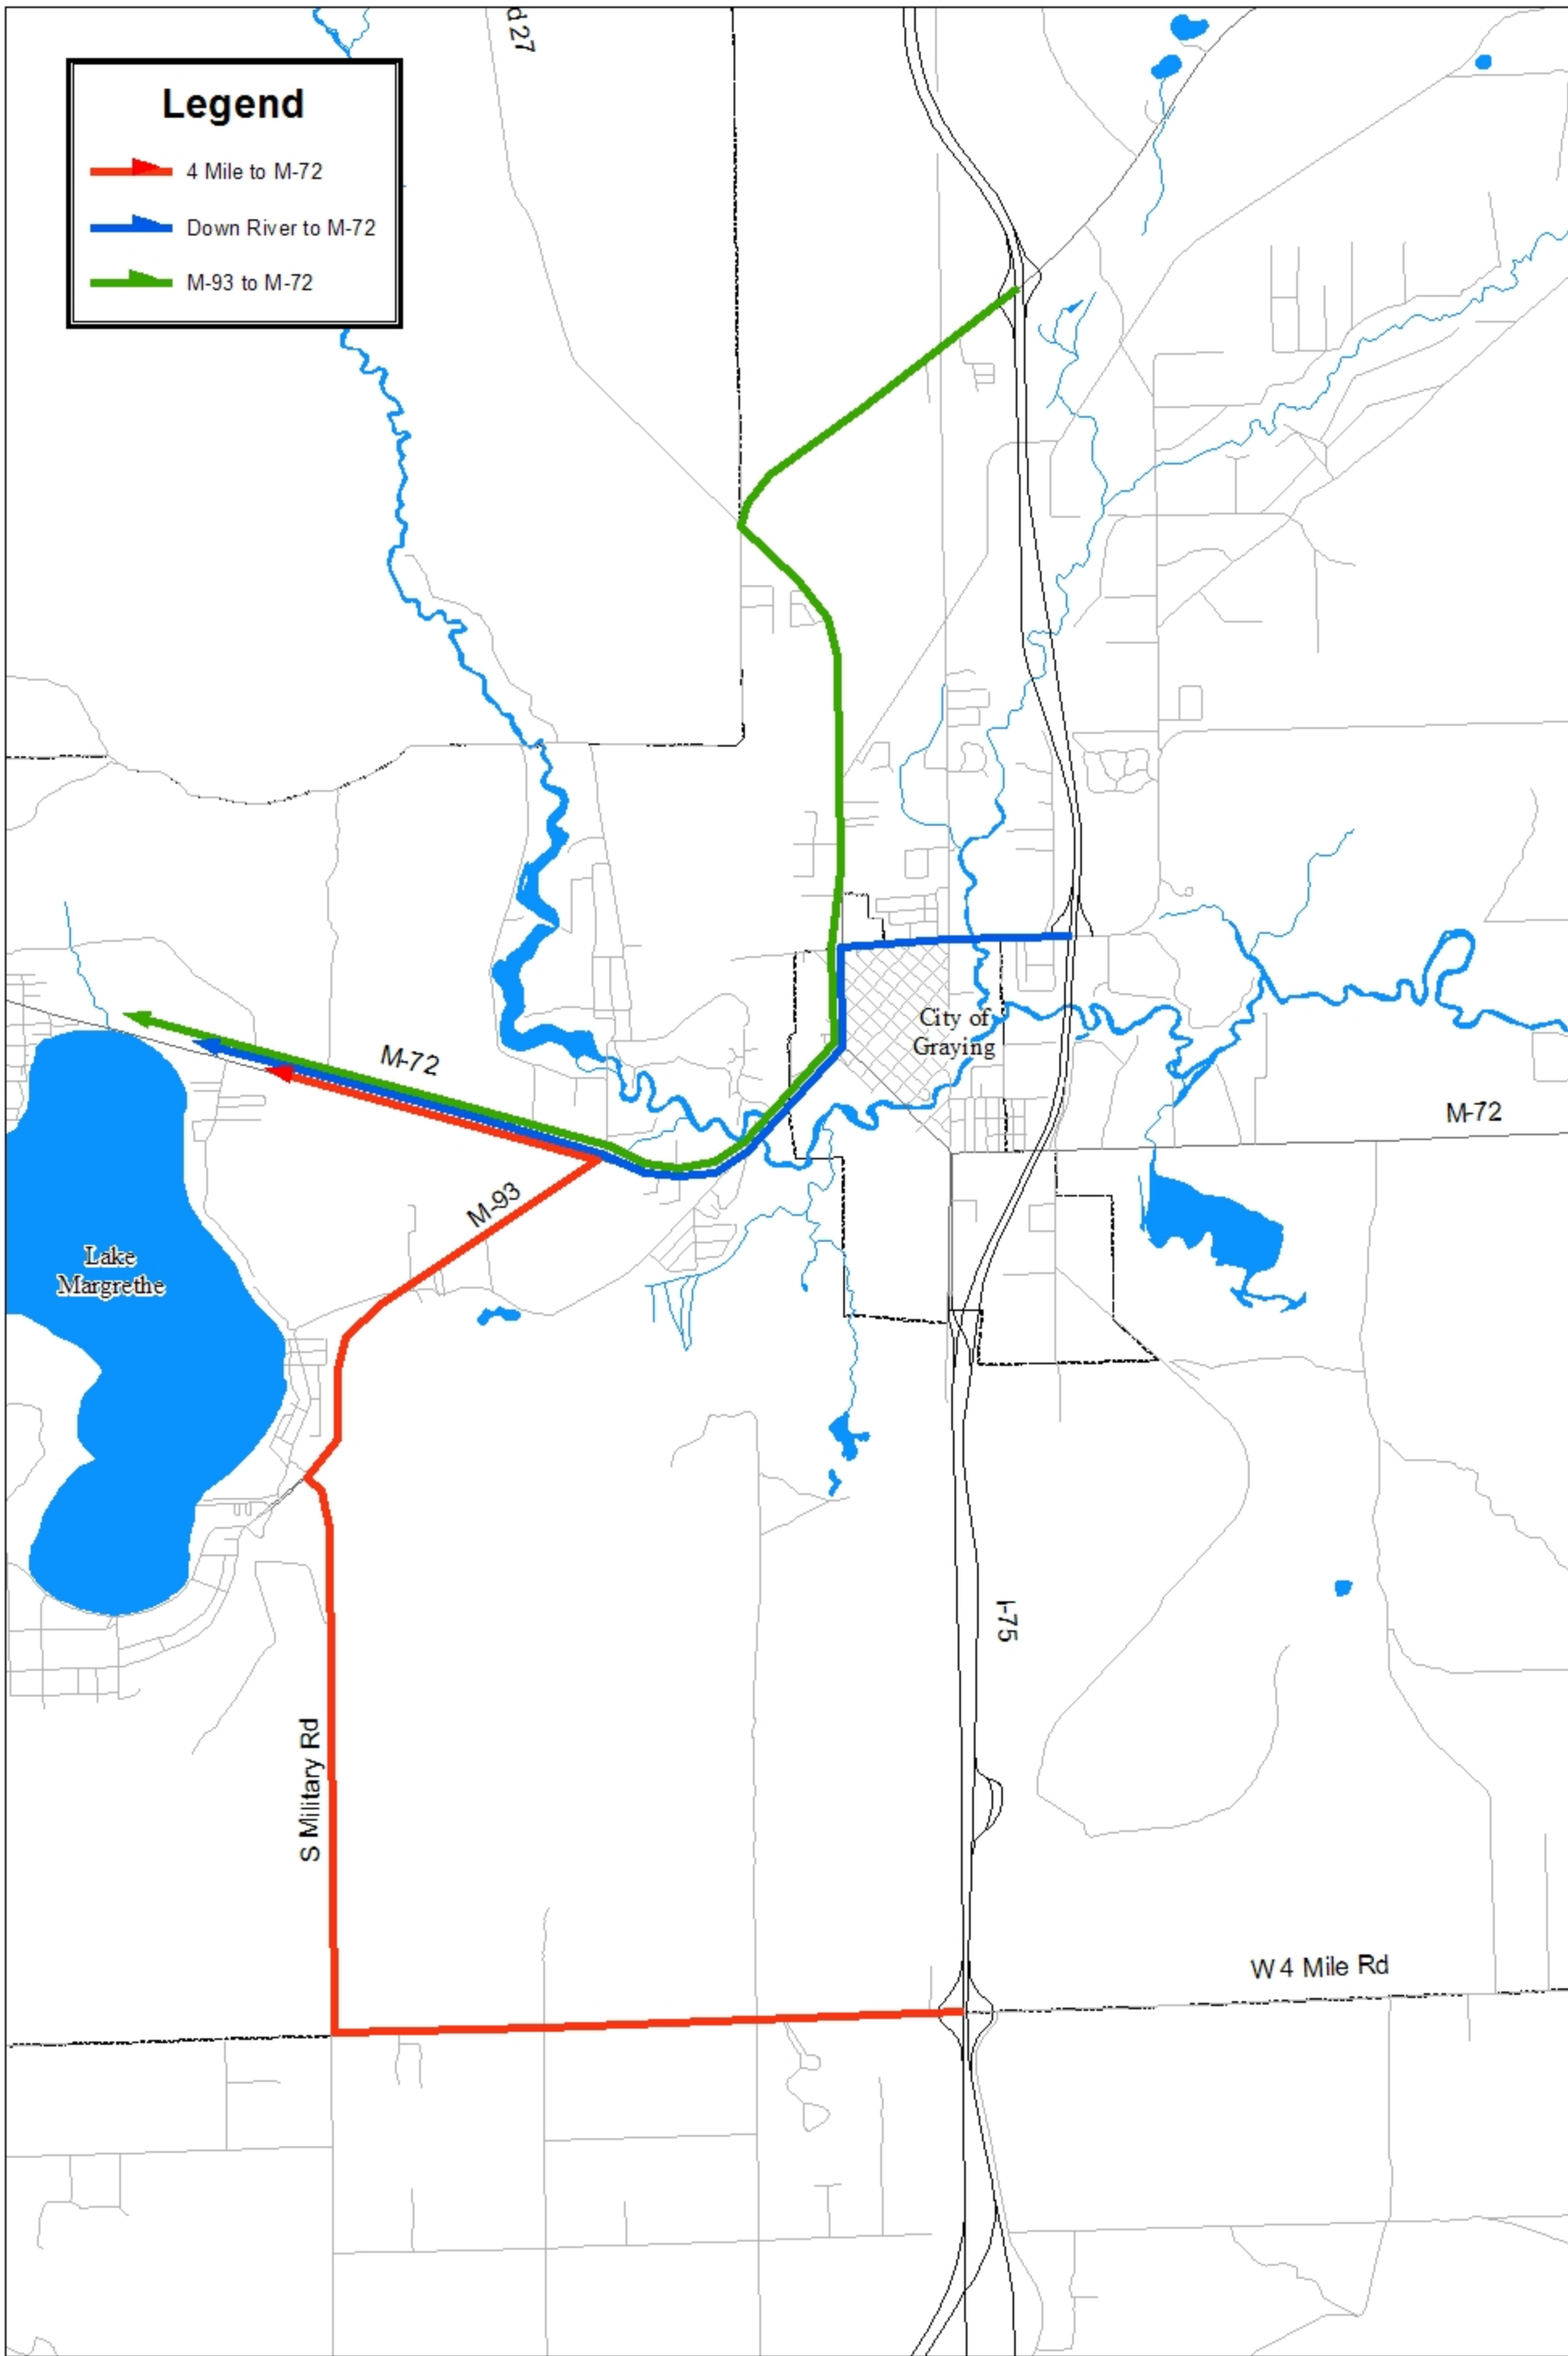 d 27
Legend
4 Mile to M-72
Down River to M-72
M-93 to M-72
City of
Grayling
M-72
M-72
M-93
Lake
Margrethe
I-75
S Military Rd
W 4 Mile Rd